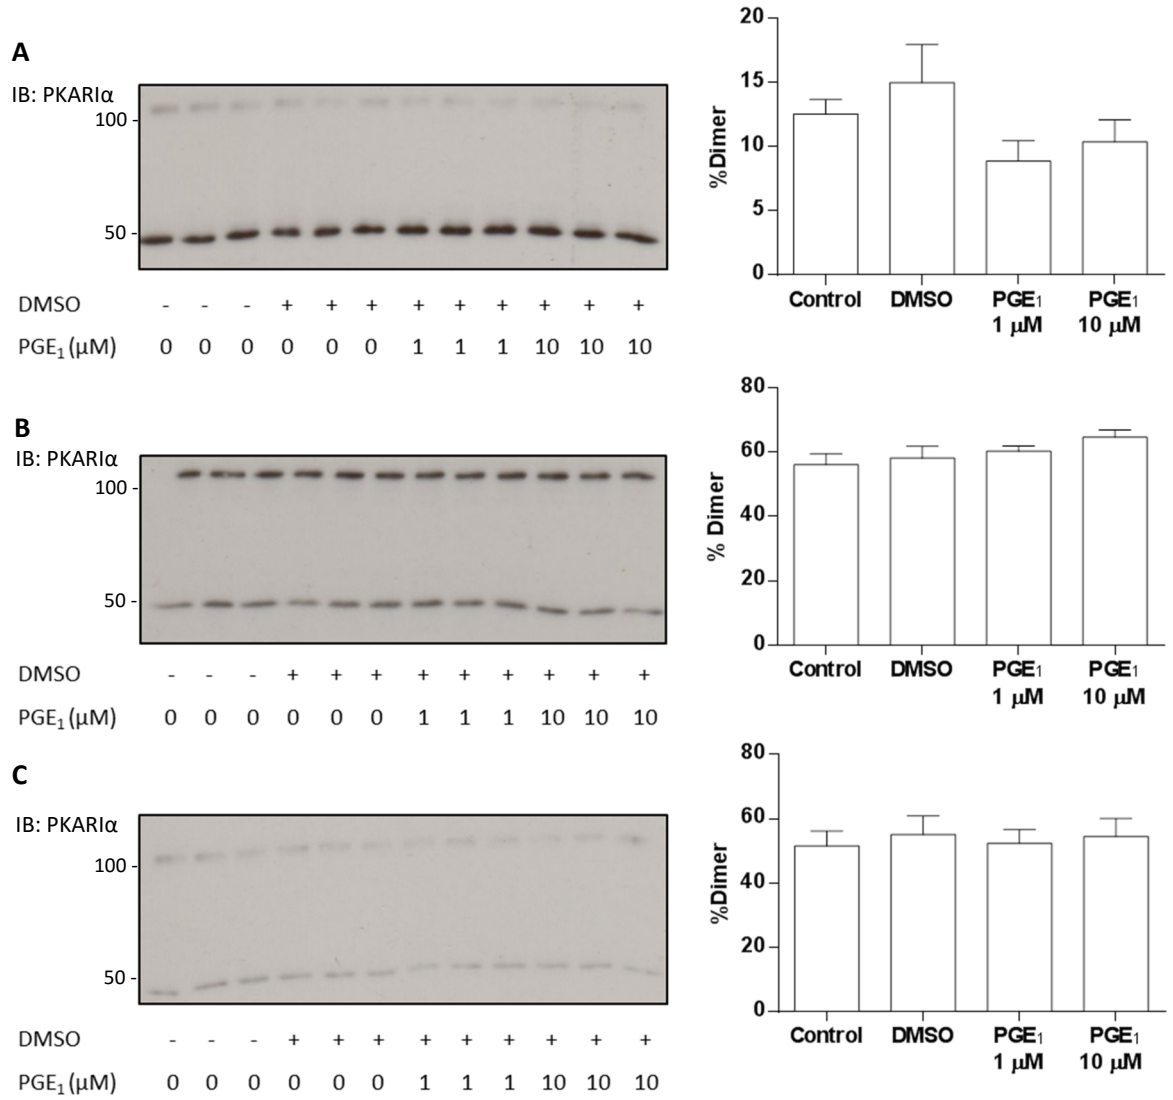 A
IB: PKARIα
100 -
50 -
DMSO - - - + + + + + + + + +
PGE₁ (μM) 0 0 0 0 0 0 1 1 1 10 10 10
20
15
10
5
0
%Dimer
Control DMSO PGE₁ PGE₁
1 μM 10 μM
B
IB: PKARIα
100 -
50 -
DMSO - - - + + + + + + + + +
PGE₁ (μM) 0 0 0 0 0 0 1 1 1 10 10 10
80
60
40
20
0
% Dimer
Control DMSO PGE₁ PGE₁
1 μM 10 μM
C
IB: PKARIα
100 -
50 -
DMSO - - - + + + + + + + + +
PGE₁ (μM) 0 0 0 0 0 0 1 1 1 10 10 10
80
60
40
20
0
%Dimer
Control DMSO PGE₁ PGE₁
1 μM 10 μM